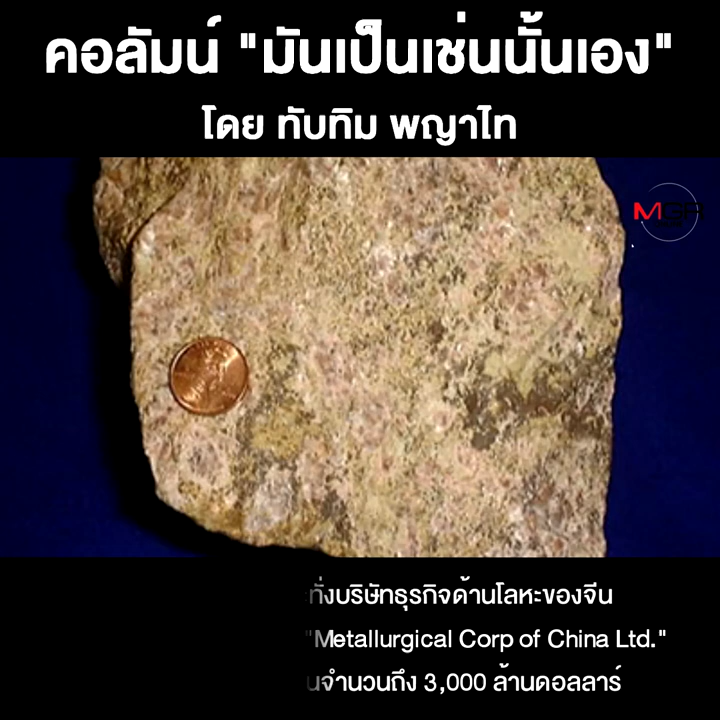 คอลัมน์ "มันเป็นเช่นนั้นเอง"
โดย ทับทิม พญาไท
ทั่งบริษัทธุรกิจด้านโลหะของจีน
"Metallurgical Corp of China Ltd."
จำนวนถึง 3,000 ล้านดอลลาร์